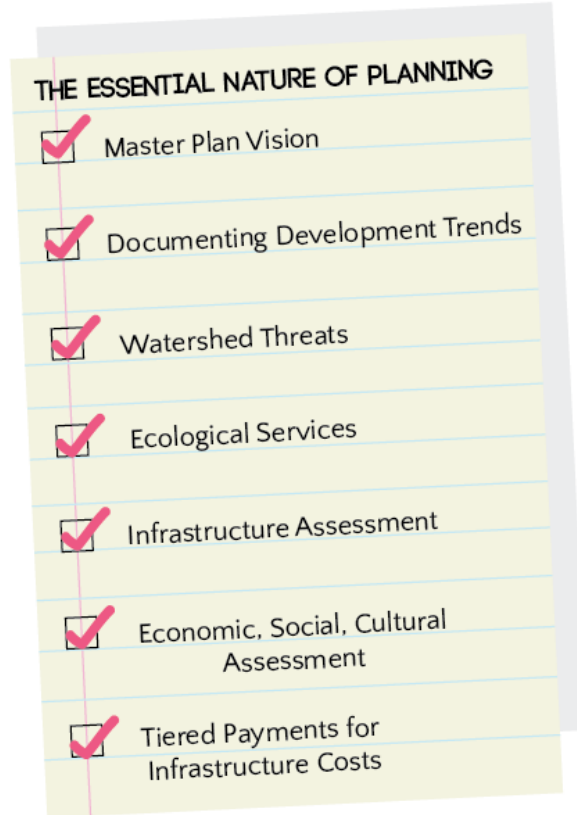 THE ESSENTIAL NATURE OF PLANNING
Master Plan Vision
Documenting Development Trends
Watershed Threats
Ecological Services
Infrastructure Assessment
Economic, Social, Cultural
Assessment
Tiered Payments for
Infrastructure Costs